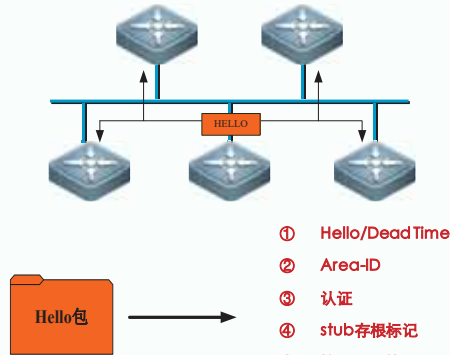 HELLO
① Hello/Dead Time
② Area-ID
③ 认证
Hello包
④ stub存根标记